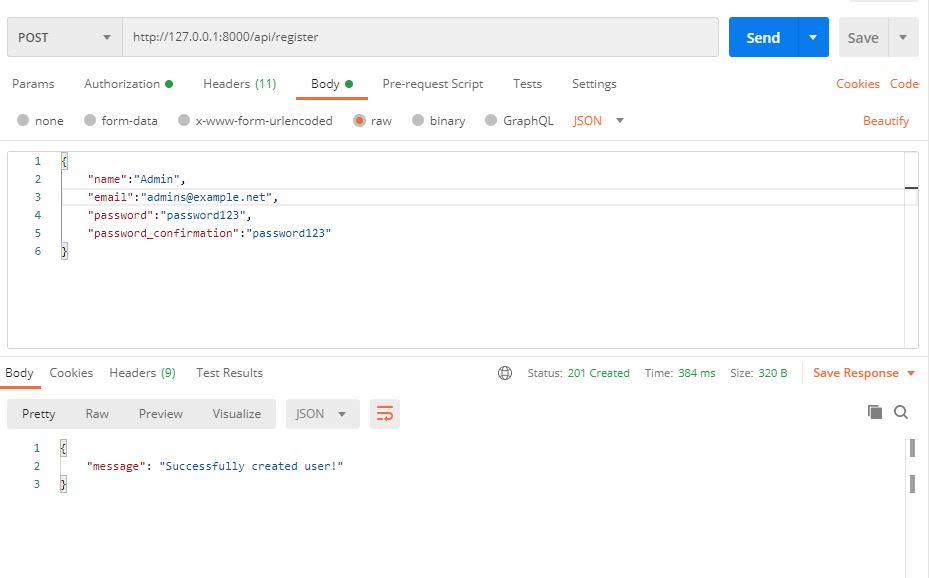 POST http://127.0.0.1:8000/api/register Send Save
Params Authorization Headers (11) Body Pre-request Script Tests Settings Cookies Code
none form-data x-www-form-urlencoded raw binary GraphQL JSON Beautify
1 {
2 "name":"Admin",
3 "email":"admins@example.net",
4 "password":"password123",
5 "password_confirmation":"password123"
6 }
Body Cookies Headers (9) Test Results Status: 201 Created Time: 384 ms Size: 320 B Save Response
Pretty Raw Preview Visualize JSON
1 {
2 "message": "Successfully created user!"
3 }